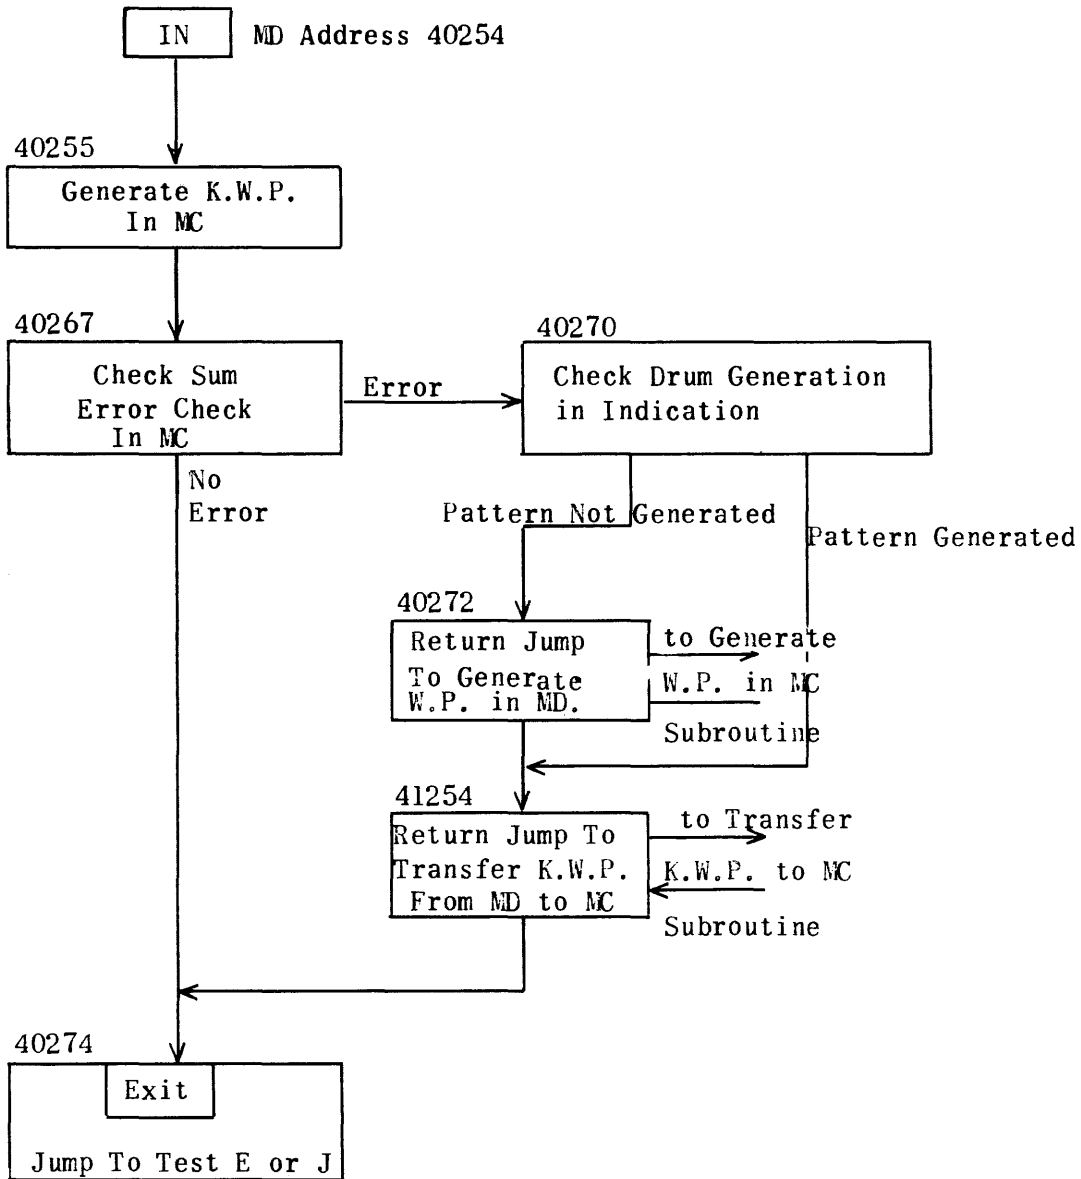 IN MD Address 40254
40255
Generate K.W.P.
In MC
40267
Check Sum
Error Check
In MC
Error
40270
Check Drum Generation
in Indication
No
Error
Pattern Not Generated
Pattern Generated
40272
Return Jump
To Generate
W.P. in MD.
to Generate
W.P. in MC
Subroutine
41254
Return Jump To
Transfer K.W.P.
From MD to MC
to Transfer
K.W.P. to MC
Subroutine
40274
Exit
Jump To Test E or J